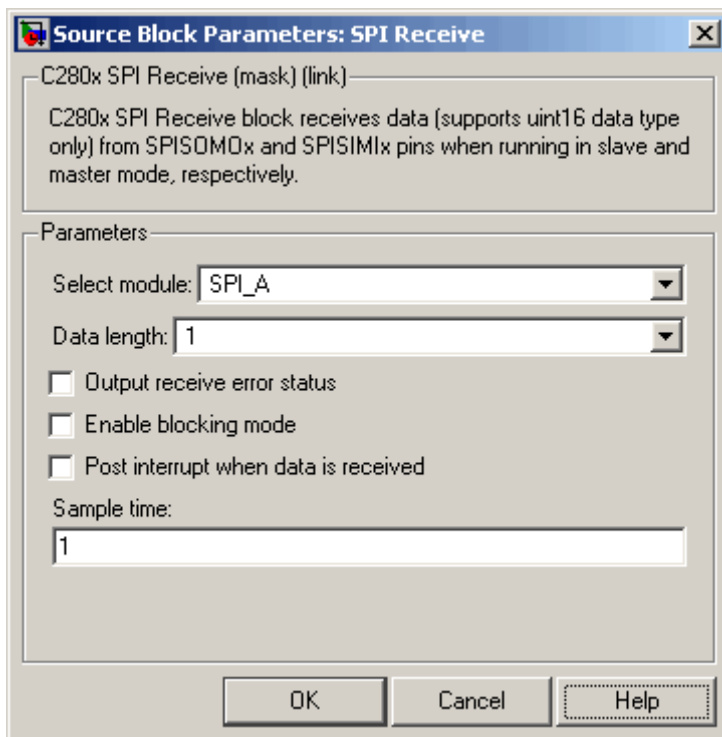 Source Block Parameters: SPI Receive
C280x SPI Receive (mask) (link)
C280x SPI Receive block receives data (supports uint16 data type
only) from SPISOMOx and SPISIMIx pins when running in slave and
master mode, respectively.
Parameters
Select module: SPI_A
Data length: 1
Output receive error status
Enable blocking mode
Post interrupt when data is received
Sample time:
1
OK Cancel Help